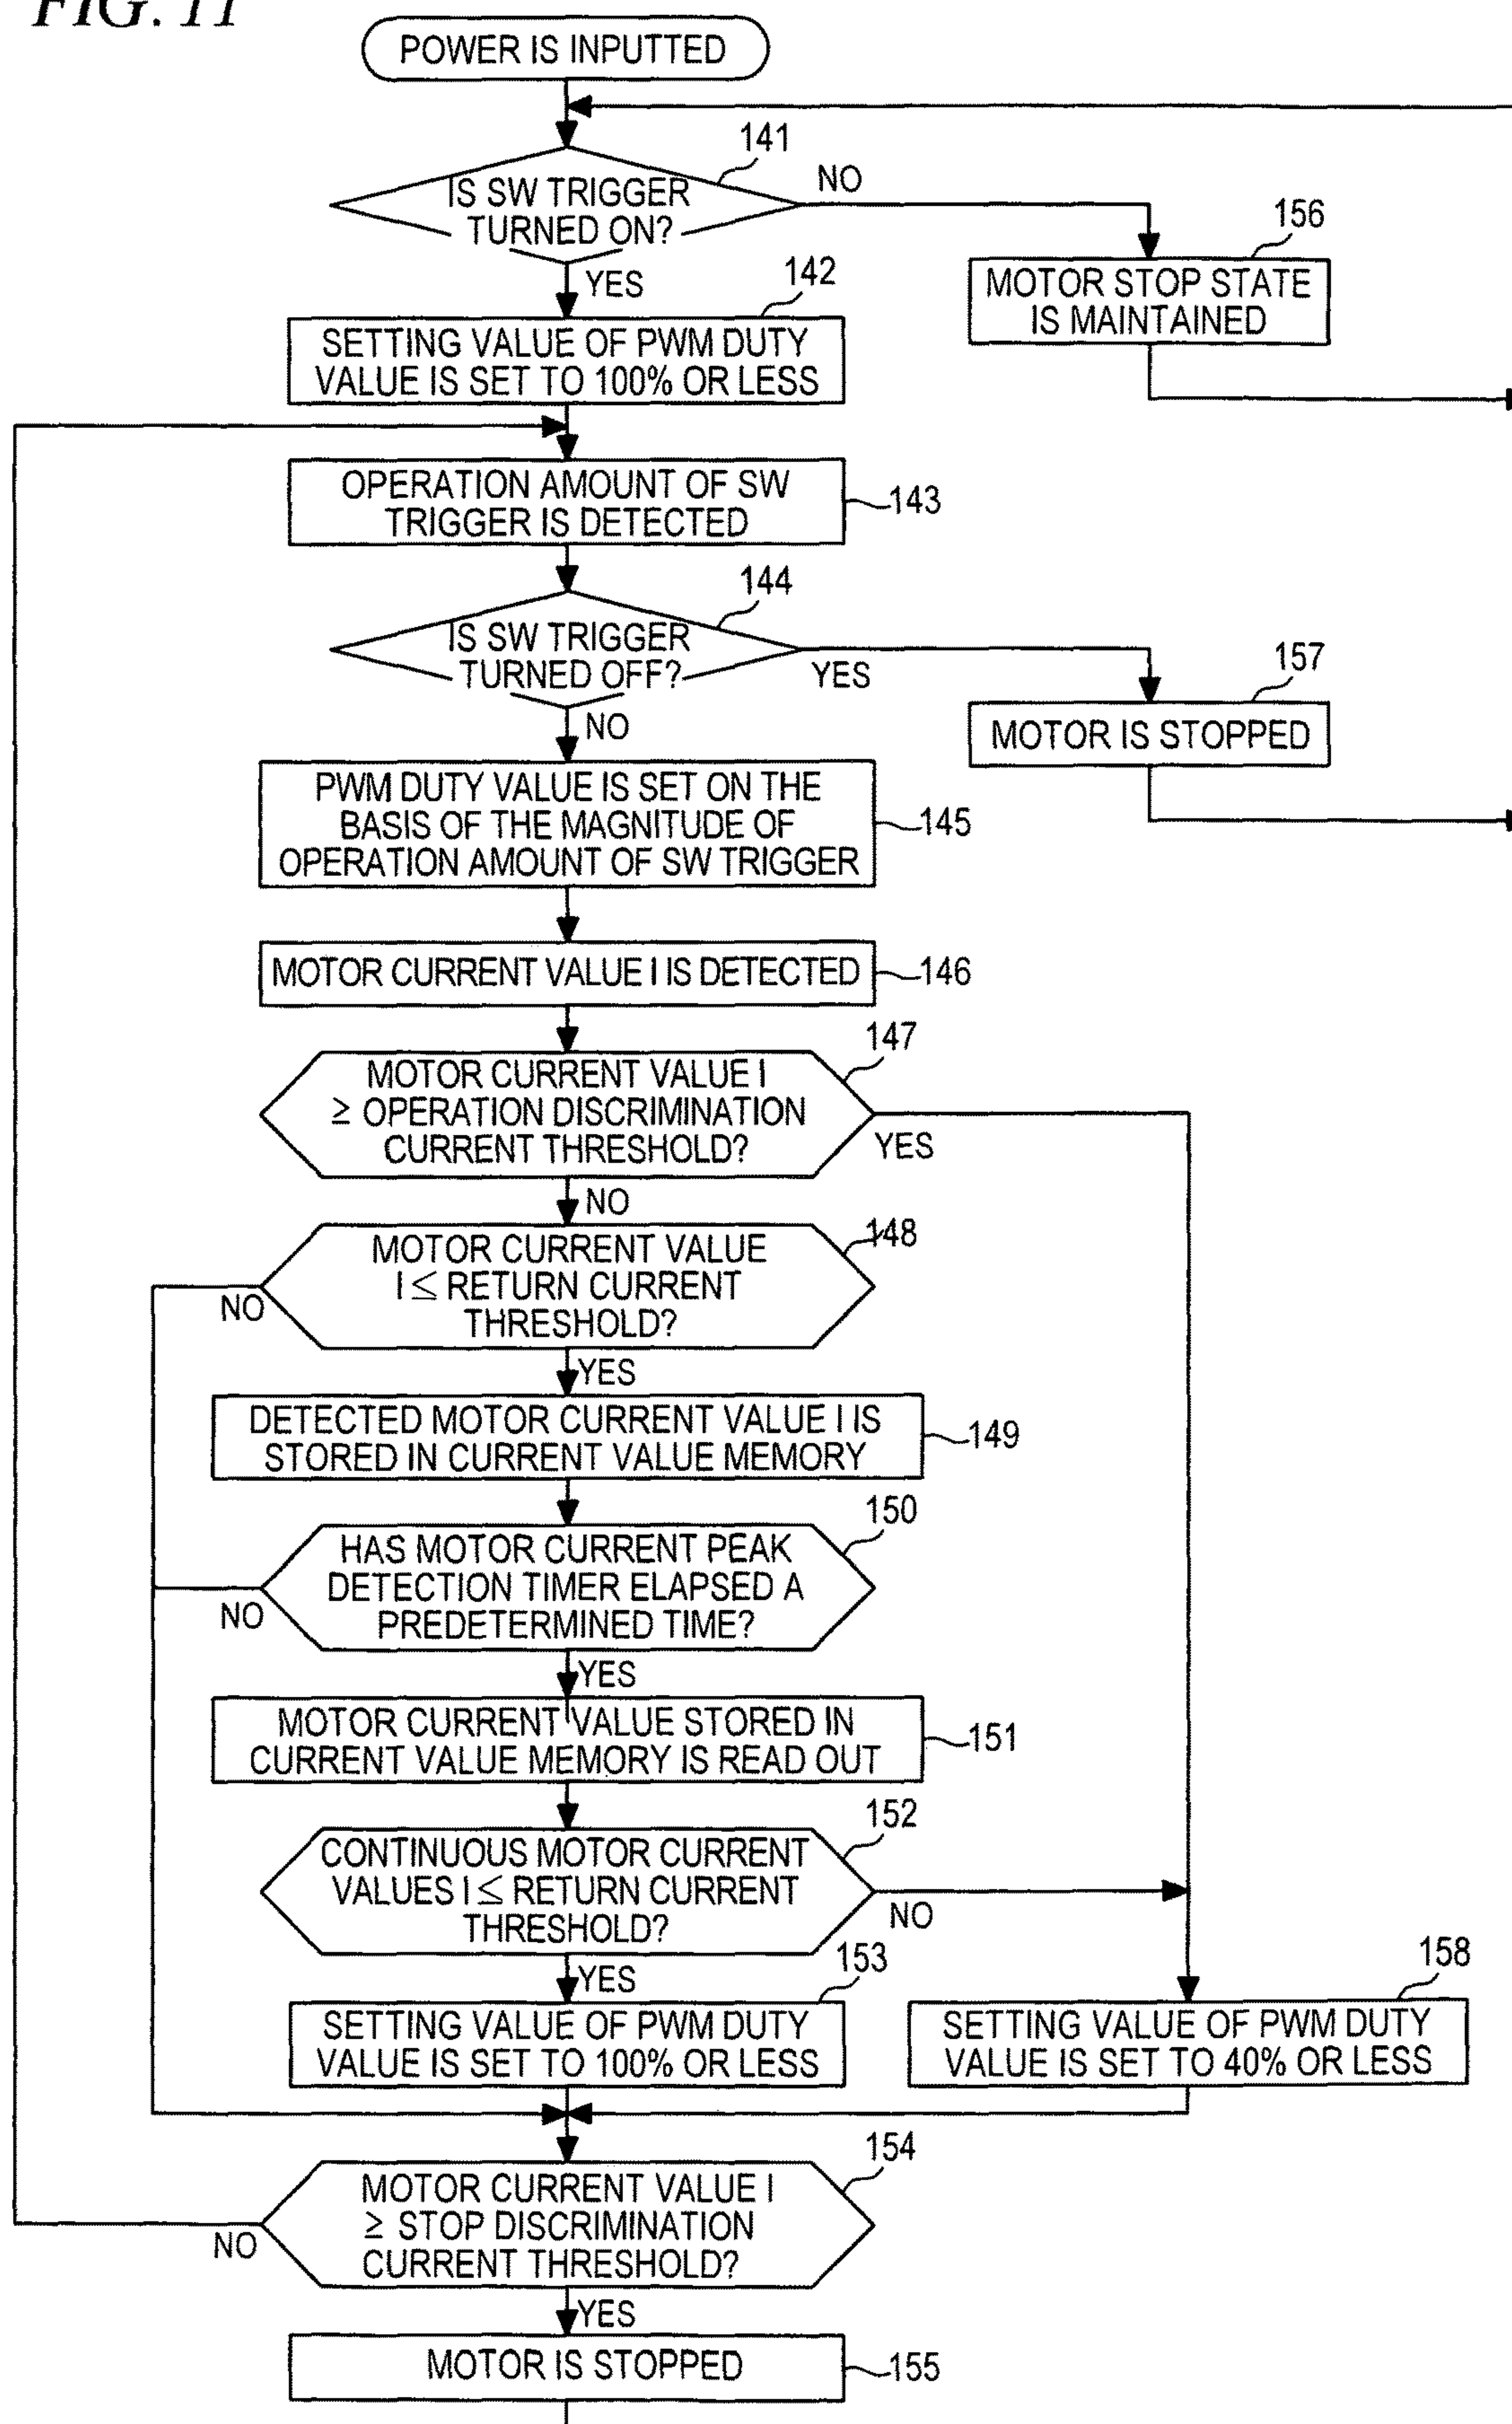 FIG. 11
POWER IS INPUTTED
141
IS SW TRIGGER
TURNED ON?
NO
YES
156
MOTOR STOP STATE
IS MAINTAINED
142
SETTING VALUE OF PWM DUTY
VALUE IS SET TO 100% OR LESS
OPERATION AMOUNT OF SW
TRIGGER IS DETECTED
143
144
IS SW TRIGGER
TURNED OFF?
YES
NO
157
MOTOR IS STOPPED
PWM DUTY VALUE IS SET ON THE
BASIS OF THE MAGNITUDE OF
OPERATION AMOUNT OF SW TRIGGER
145
MOTOR CURRENT VALUE I IS DETECTED
146
147
MOTOR CURRENT VALUE I
≥ OPERATION DISCRIMINATION
CURRENT THRESHOLD?
YES
NO
148
MOTOR CURRENT VALUE
I ≤ RETURN CURRENT
THRESHOLD?
NO
YES
DETECTED MOTOR CURRENT VALUE I IS
STORED IN CURRENT VALUE MEMORY
149
150
HAS MOTOR CURRENT PEAK
DETECTION TIMER ELAPSED A
PREDETERMINED TIME?
NO
YES
MOTOR CURRENT VALUE STORED IN
CURRENT VALUE MEMORY IS READ OUT
151
152
CONTINUOUS MOTOR CURRENT
VALUES I ≤ RETURN CURRENT
THRESHOLD?
NO
YES
153
SETTING VALUE OF PWM DUTY
VALUE IS SET TO 100% OR LESS
158
SETTING VALUE OF PWM DUTY
VALUE IS SET TO 40% OR LESS
154
MOTOR CURRENT VALUE I
≥ STOP DISCRIMINATION
CURRENT THRESHOLD?
NO
YES
MOTOR IS STOPPED
155